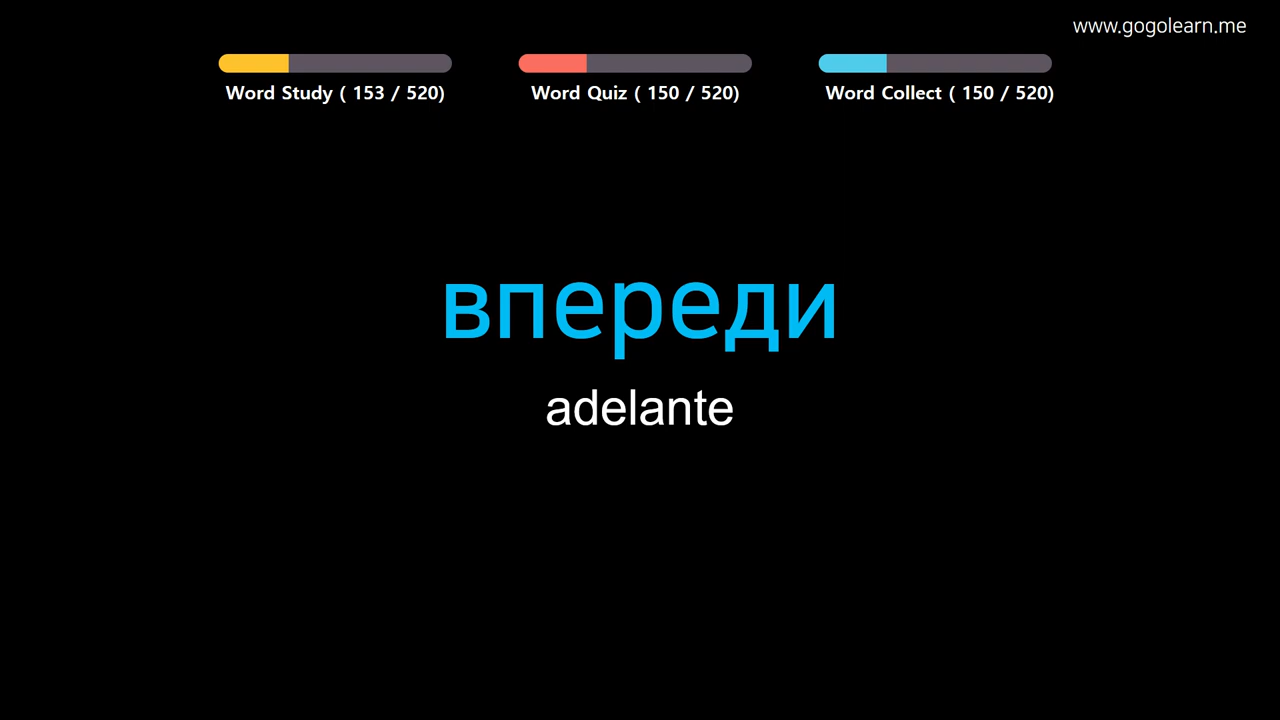 www.gogolearn.me
Word Study ( 153 / 520)
Word Quiz ( 150 / 520)
Word Collect ( 150 / 520)
впереди
adelante